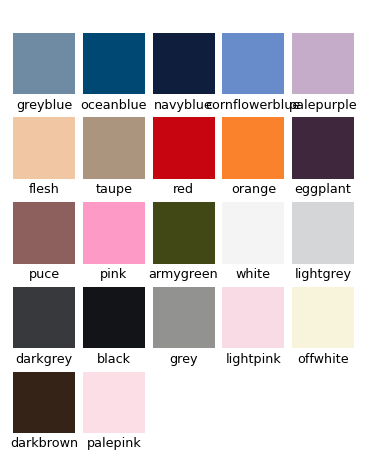 greyblue oceanblue navyblue cornflowerblue palepurple
flesh taupe red orange eggplant
puce pink armygreen white lightgrey
darkgrey black grey lightpink offwhite
darkbrown palepink